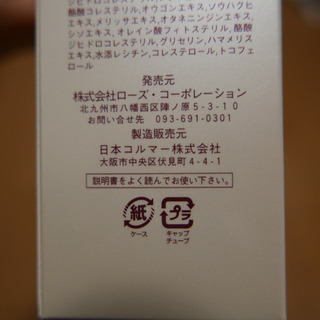 ジヒドロコレステリル,
酪酸コレステリル,オウゴンエキス,ソウハクヒ
エキス,メリッサエキス,オタネニンジンエキス,
シソエキス,オレイン酸フィトステリル,酪酸
ジヒドロコレステリル,グリセリン,ハマメリス
エキス,水添レシチン,コレステロール,トコフェ
ロール
発売元
株式会社ローズ・コーポレーション
北九州市八幡西区陣ノ原5-3-10
お問い合せ先 093-691-0301
製造販売元
日本コルマー株式会社
大阪市中央区伏見町4-4-1
説明書をよく読んでお使い下さい。
紙 プラ
ケース キャップ
チューブ